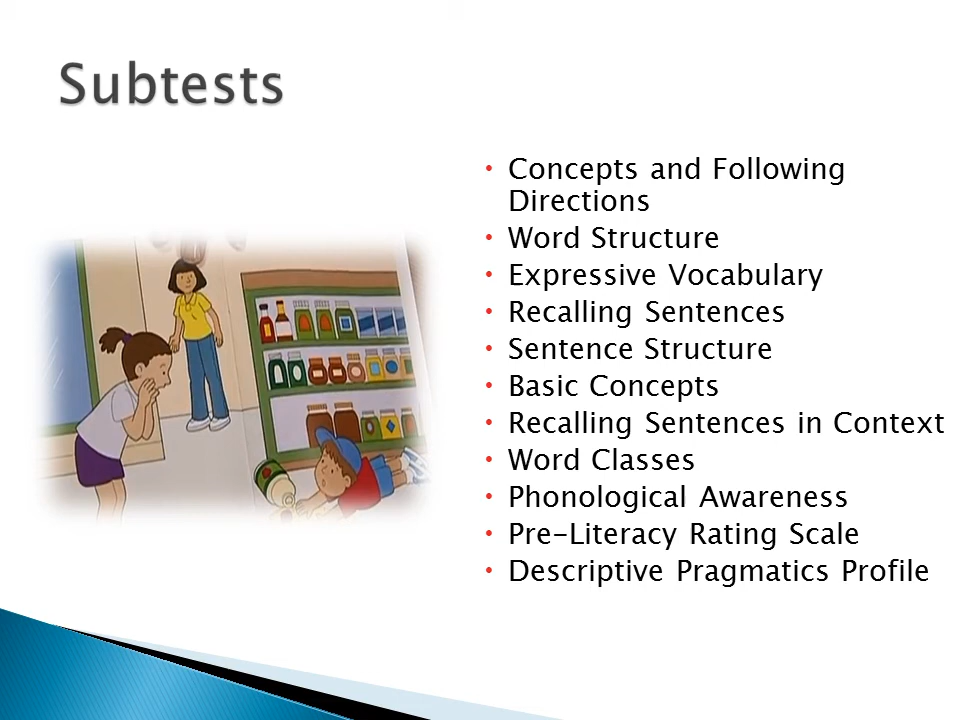 Subtests
• Concepts and Following
Directions
• Word Structure
• Expressive Vocabulary
• Recalling Sentences
• Sentence Structure
• Basic Concepts
• Recalling Sentences in Context
• Word Classes
• Phonological Awareness
• Pre-Literacy Rating Scale
• Descriptive Pragmatics Profile